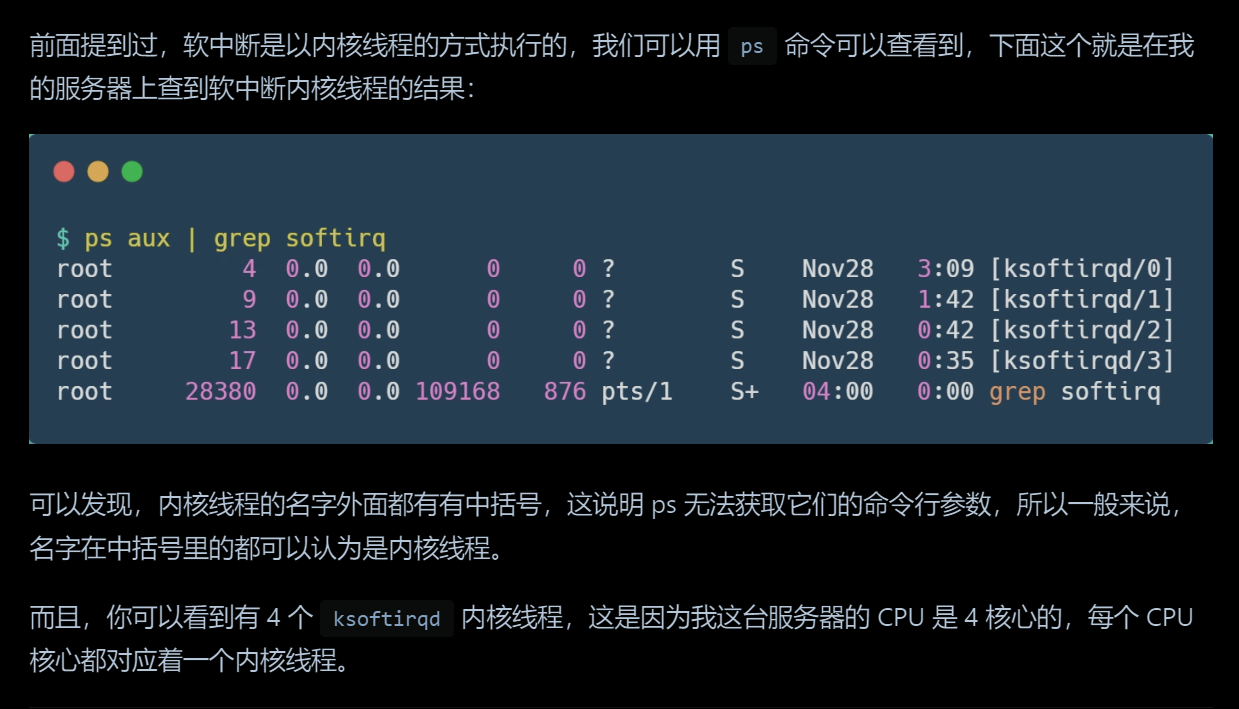 前面提到过，软中断是以内核线程的方式执行的，我们可以用 ps 命令可以查看到，下面这个就是在我
的服务器上查到软中断内核线程的结果：
$ ps aux | grep softirq
root         4  0.0  0.0      0     0 ?        S    Nov28   3:09 [ksoftirqd/0]
root         9  0.0  0.0      0     0 ?        S    Nov28   1:42 [ksoftirqd/1]
root        13  0.0  0.0      0     0 ?        S    Nov28   0:42 [ksoftirqd/2]
root        17  0.0  0.0      0     0 ?        S    Nov28   0:35 [ksoftirqd/3]
root     28380  0.0  0.0 109168   876 pts/1    S+   04:00   0:00 grep softirq
可以发现，内核线程的名字外面都有有中括号，这说明 ps 无法获取它们的命令行参数，所以一般来说，
名字在中括号里的都可以认为是内核线程。
而且，你可以看到有 4 个 ksoftirqd 内核线程，这是因为我这台服务器的 CPU 是 4 核心的，每个 CPU
核心都对应着一个内核线程。